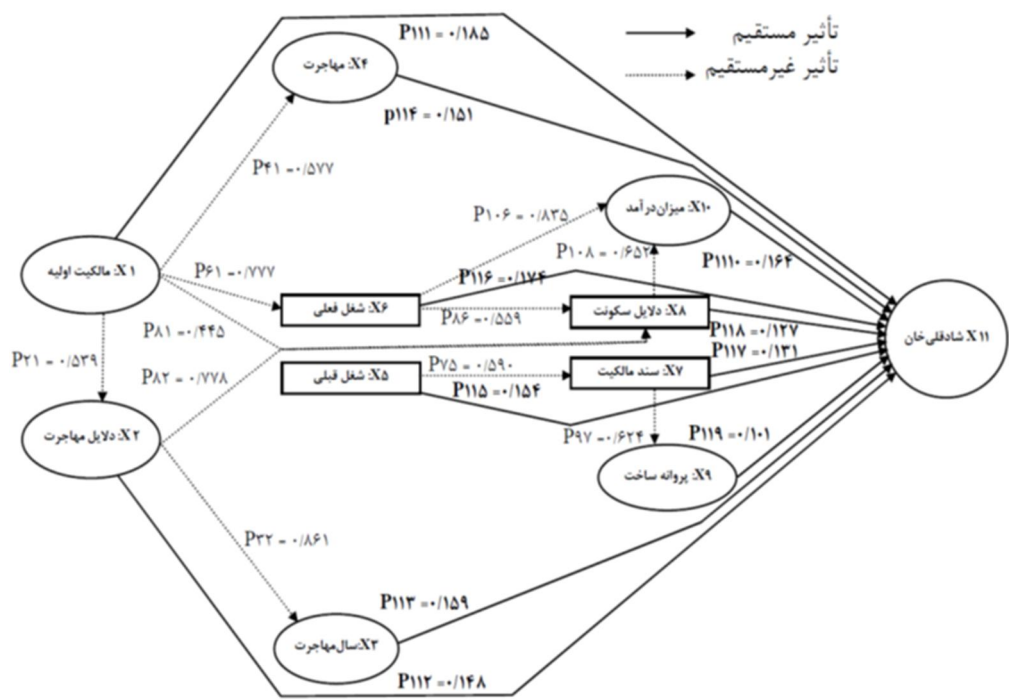 تأثیر مستقیم
تأثیر غیرمستقیم
P۱۱۱ = ۰/۱۸۵
X۴: مهاجرت
p۱۱۴ = ۰/۱۵۱
P۴۱ =۰/۵۷۷
X۱۰: میزان درآمد
P۱۰۶ = ۰/۸۳۵
P۱۰۸ = ۰/۶۵۲
P۱۱۱۰ =۰/۱۶۴
X۱: مالکیت اولیه
P۶۱ =۰/۷۷۷
P۱۱۶ =۰/۱۷۴
X۶: شغل فعلی
P۸۶ =۰/۵۵۹
X۸: دلایل سکونت
P۸۱ =۰/۴۴۵
P۱۱۸ =۰/۱۲۷
X۱۱ شادقلی‌خان
P۱۱۷ =۰/۱۳۱
P۲۱ =۰/۵۳۹
P۸۲ =۰/۷۷۸
X۵: شغل قبلی
P۷۵ =۰/۵۹۰
X۷: سند مالکیت
P۱۱۵ =۰/۱۵۴
X۲: دلایل مهاجرت
P۹۷ =۰/۶۲۴
P۱۱۹ =۰/۱۰۱
X۹: پروانه ساخت
P۳۲ = ۰/۸۶۱
P۱۱۳ =۰/۱۵۹
X۳:سال‌مهاجرت
P۱۱۲ =۰/۱۴۸